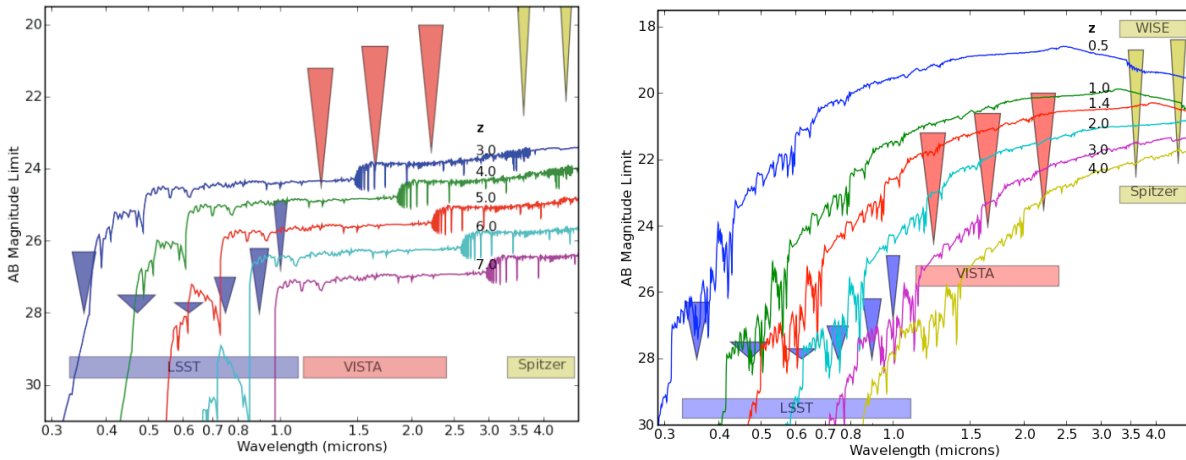 20
22
24
26
28
30
AB Magnitude Limit
z
3.0
4.0
5.0
6.0
7.0
LSST
VISTA
Spitzer
0.3 0.4 0.5 0.6 0.7 0.8 1.0 1.5 2.0 3.0 3.5 4.0
Wavelength (microns)
18
20
22
24
26
28
30
AB Magnitude Limit
z
0.5
1.0
1.4
2.0
3.0
4.0
WISE
Spitzer
VISTA
LSST
0.3 0.4 0.5 0.6 0.7 0.8 1.0 1.5 2.0 3.0 3.5 4.0
Wavelength (microns)